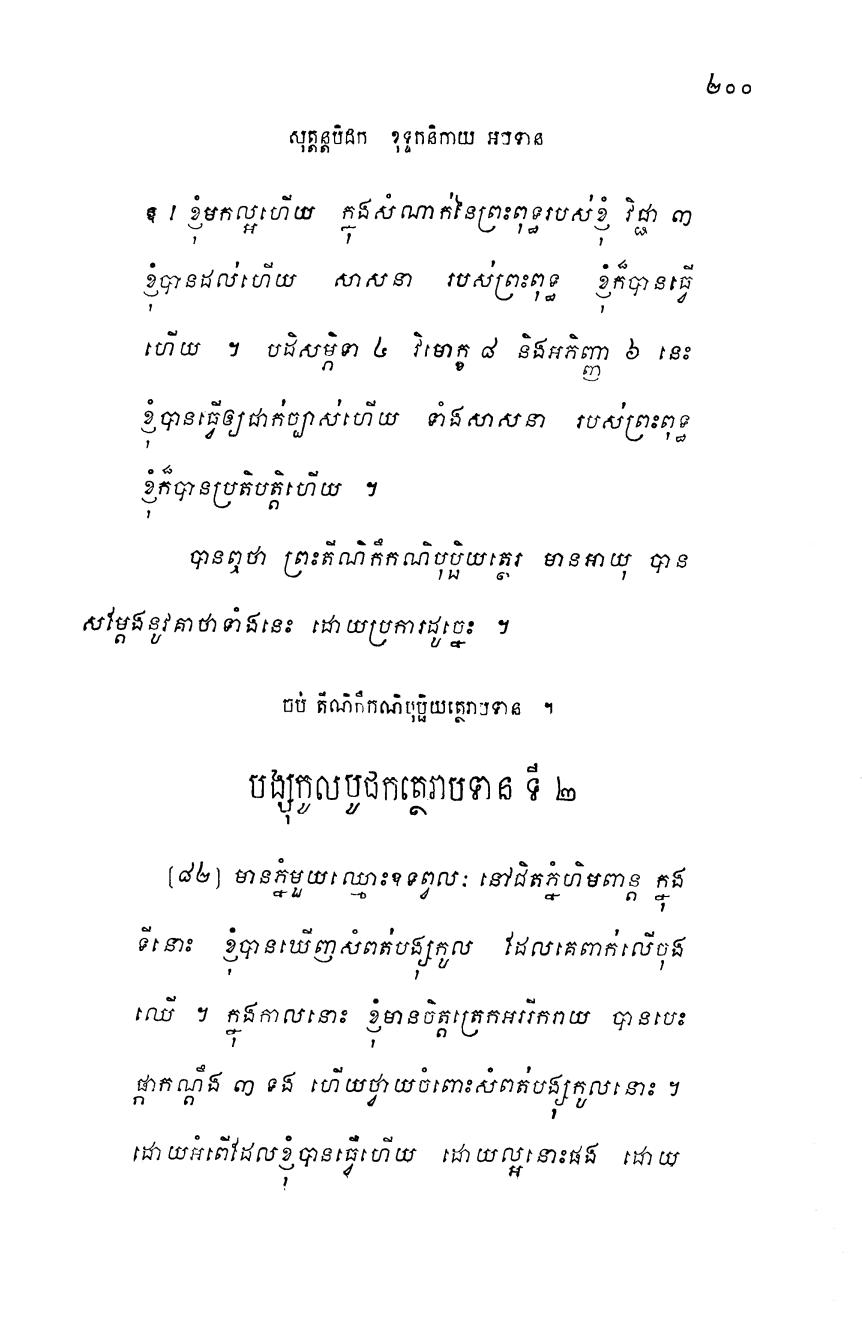 ២០០
សុត្តន្តបិដក ខុទ្ទកនិកាយ អបទាន
ៗ ។ ខ្ញុំមកល្អហើយ ក្នុងសំណាក់នៃព្រះពុទ្ធរបស់ខ្ញុំ វិជ្ជា ៣
ខ្ញុំបានដល់ហើយ សាសនា របស់ព្រះពុទ្ធ ខ្ញុំក៏បានធ្វើ
ហើយ ។ បដិសម្ភិទា ៤ វិមោក្ខ ៨ និងអភិញ្ញា ៦ នេះ
ខ្ញុំបានធ្វើឲ្យជាក់ច្បាស់ហើយ ទាំងសាសនា របស់ព្រះពុទ្ធ
ខ្ញុំក៏បានប្រតិបត្តិហើយ ។
បានឮថា ព្រះតីណិកឹកណិបុប្ផិយត្ថេរ មានអាយុ បាន
សម្តែងនូវគាថាទាំងនេះ ដោយប្រការដូច្នេះ ។
ចប់ តីណិកឹកណិបុប្ផិយត្ថេរាបទាន ។
បង្សុកូលបូជកត្ថេរាបទាន ទី ២
(៨២) មានភ្នំមួយឈ្មោះឧទព្វលៈ នៅជិតភ្នំហិមពាន្ត ក្នុង
ទីនោះ ខ្ញុំបានឃើញសំពត់បង្សុកូល ដែលគេពាក់លើចុង
ឈើ ។ ក្នុងកាលនោះ ខ្ញុំមានចិត្តត្រេកអររីករាយ បានបេះ
ផ្កាកណ្តឹង ៣ ទង ហើយថ្វាយចំពោះសំពត់បង្សុកូលនោះ ។
ដោយអំពើដែលខ្ញុំបានធ្វើហើយ ដោយល្អនោះផង ដោយ